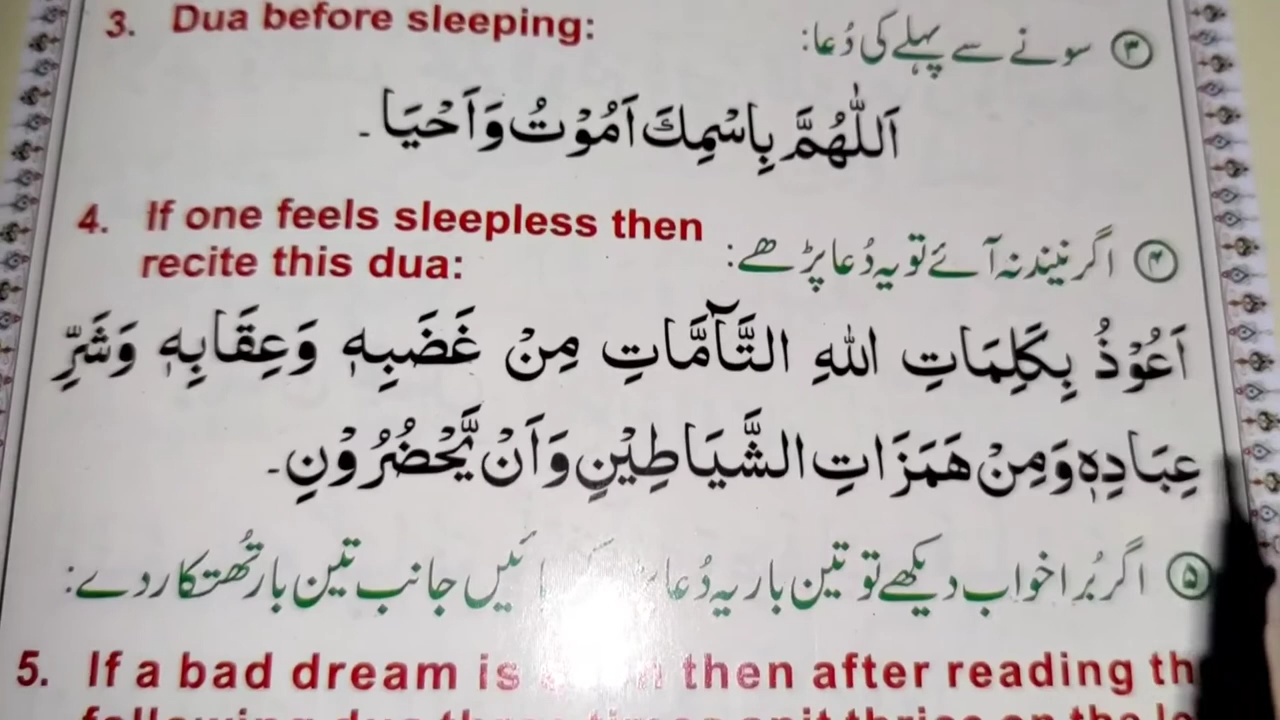 3. Dua before sleeping:
۳ سونے سے پہلے کی دُعا:
اَللّٰهُمَّ بِاسْمِكَ اَمُوْتُ وَاَحْيَا۔
4. If one feels sleepless then
recite this dua:
۴ اگر نیند نہ آئے تو یہ دُعا پڑھے:
اَعُوْذُ بِكَلِمَاتِ اللهِ التَّآمَّاتِ مِنْ غَضَبِهٖ وَعِقَابِهٖ وَشَرِّ
عِبَادِهٖ وَمِنْ هَمَزَاتِ الشَّيَاطِيْنِ وَاَنْ يَّحْضُرُوْنِ۔
۵ اگر بُرا خواب دیکھے تو تین بار یہ دُعا جانب تین بار تُھتکار دے:
5. If a bad dream is then after reading